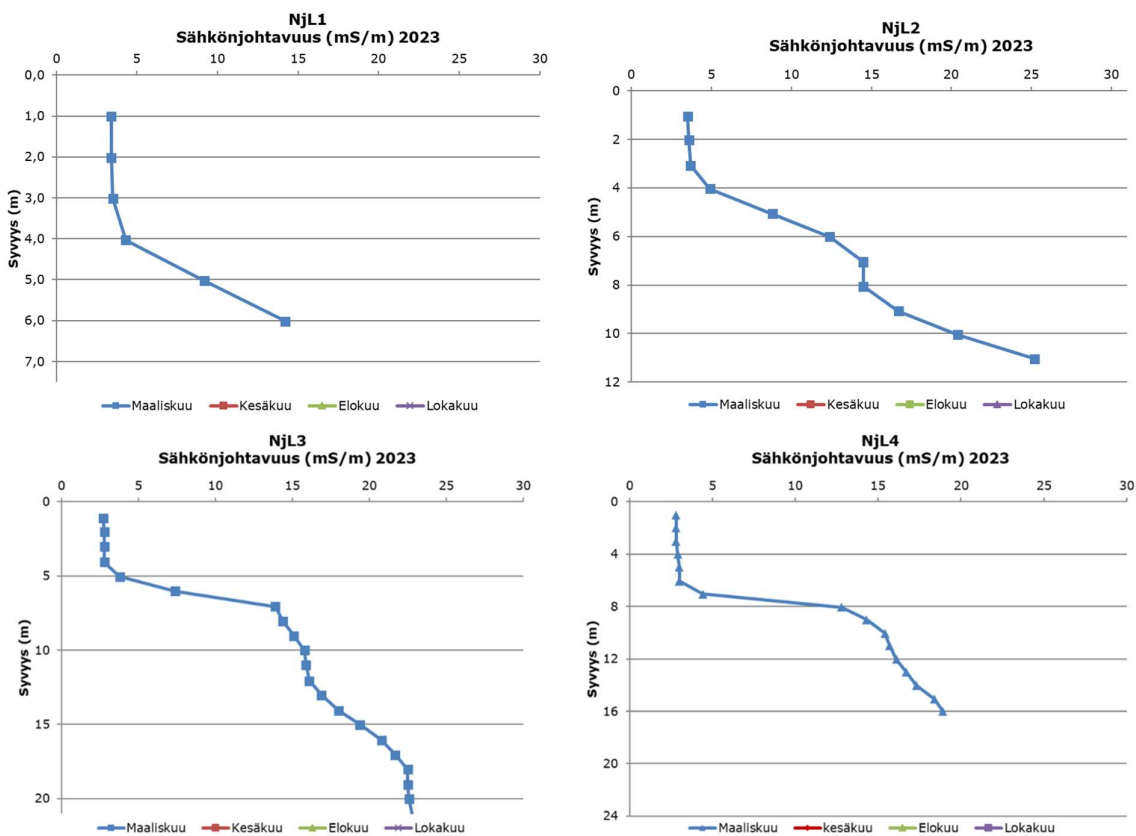 NjL1
Sähkönjohtavuus (mS/m) 2023
0 5 10 15 20 25 30
0,0
1,0
2,0
3,0
4,0
5,0
6,0
7,0
Syvyys (m)
Maaliskuu Kesäkuu Elokuu Lokakuu
NjL2
Sähkönjohtavuus (mS/m) 2023
0 5 10 15 20 25 30
0
2
4
6
8
10
12
Syvyys (m)
Maaliskuu Kesäkuu Elokuu Lokakuu
NjL3
Sähkönjohtavuus (mS/m) 2023
0 5 10 15 20 25 30
0
5
10
15
20
Syvyys (m)
Maaliskuu Kesäkuu Elokuu Lokakuu
NjL4
Sähkönjohtavuus (mS/m) 2023
0 5 10 15 20 25 30
0
4
8
12
16
20
24
Syvyys (m)
Maaliskuu kesäkuu Elokuu Lokakuu